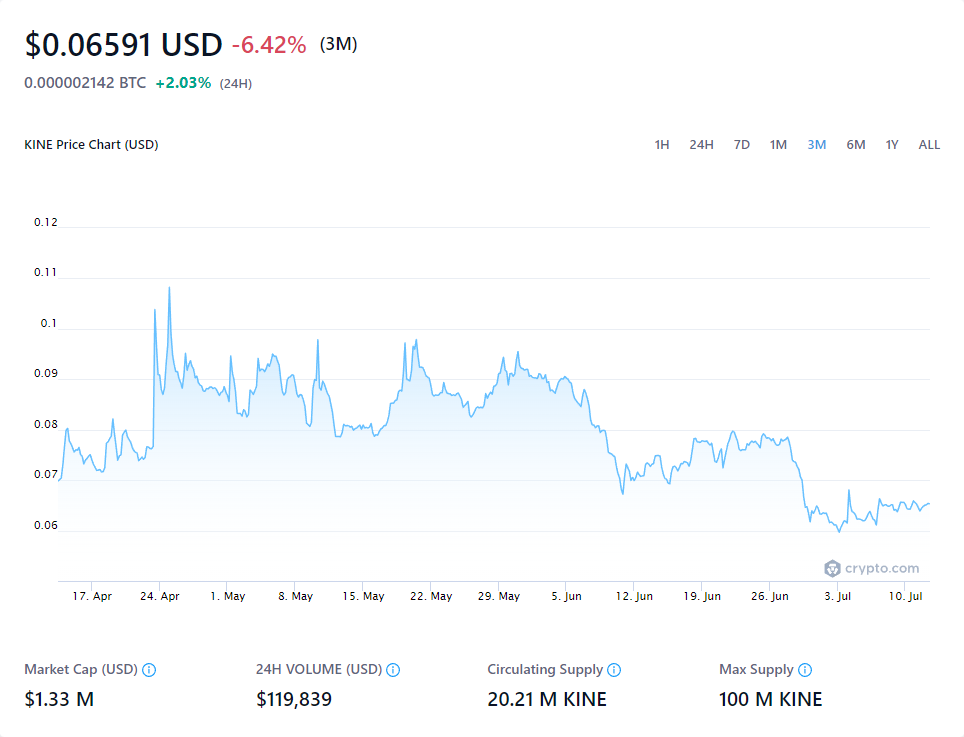 $0.06591 USD -6.42% (3M)
0.000002142 BTC +2.03% (24H)
KINE Price Chart (USD) 1H 24H 7D 1M 3M 6M 1Y ALL
0.12
0.11
0.1
0.09
0.08
0.07
0.06
crypto.com
17. Apr 24. Apr 1. May 8. May 15. May 22. May 29. May 5. Jun 12. Jun 19. Jun 26. Jun 3. Jul 10. Jul
Market Cap (USD) 24H VOLUME (USD) Circulating Supply Max Supply
$1.33 M $119,839 20.21 M KINE 100 M KINE